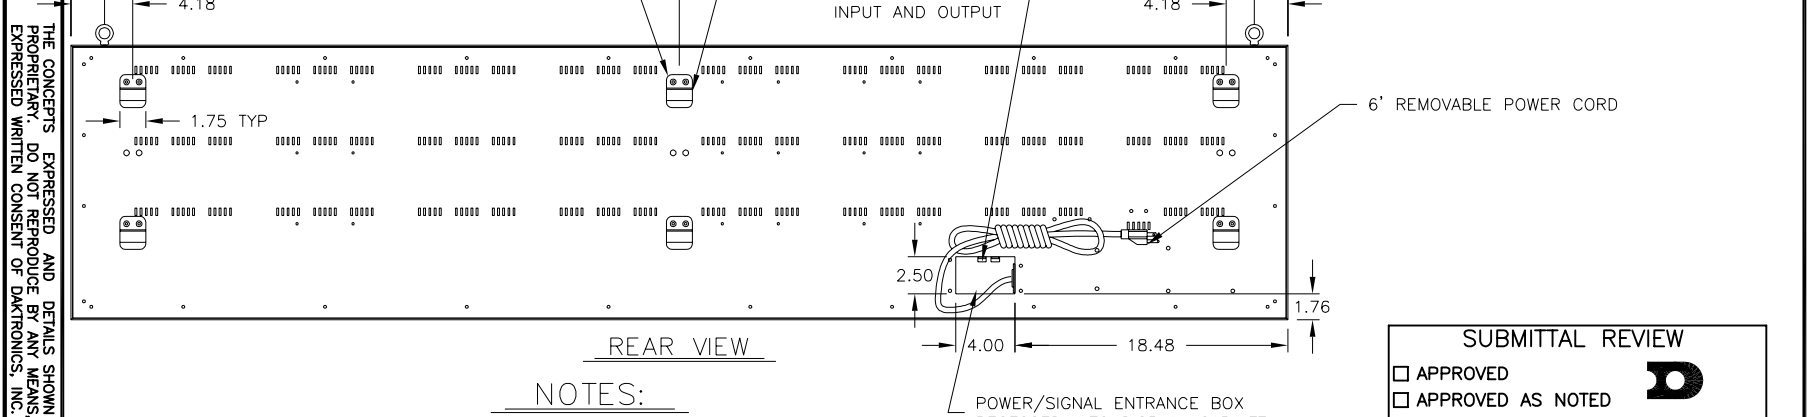 4.18
INPUT AND OUTPUT
4.18
THE CONCEPTS EXPRESSED AND DETAILS SHOWN
PROPRIETARY. DO NOT REPRODUCE BY ANY MEANS,
EXPRESSED WRITTEN CONSENT OF DAKTRONICS, INC.
1.75 TYP
6' REMOVABLE POWER CORD
2.50
1.76
4.00
18.48
REAR VIEW
NOTES:
POWER/SIGNAL ENTRANCE BOX
SUBMITTAL REVIEW
APPROVED
APPROVED AS NOTED